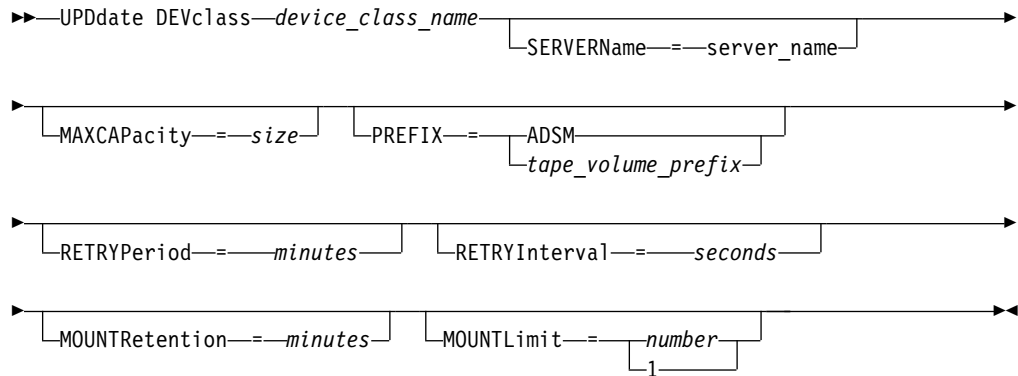 UPDdate DEVclass device_class_name
SERVERName = server_name
MAXCAPacity = size PREFIX = ADSM
tape_volume_prefix
RETRYPeriod = minutes RETRYInterval = seconds
MOUNTRetention = minutes MOUNTLimit = number
1